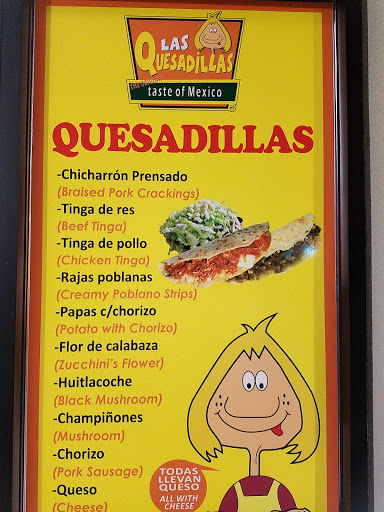 LAS
QUESADILLAS
THE ORIGINAL
taste of Mexico
QUESADILLAS
-Chicharrón Prensado
(Braised Pork Crackings)
-Tinga de res
(Beef Tinga)
-Tinga de pollo
(Chicken Tinga)
-Rajas poblanas
(Creamy Poblano Strips)
-Papas c/chorizo
(Potato with Chorizo)
-Flor de calabaza
(Zucchini's Flower)
-Huitlacoche
(Black Mushroom)
-Champiñones
(Mushroom)
-Chorizo
(Pork Sausage)
-Queso
(Cheese)
TODAS
LLEVAN
QUESO
ALL WITH
CHEESE